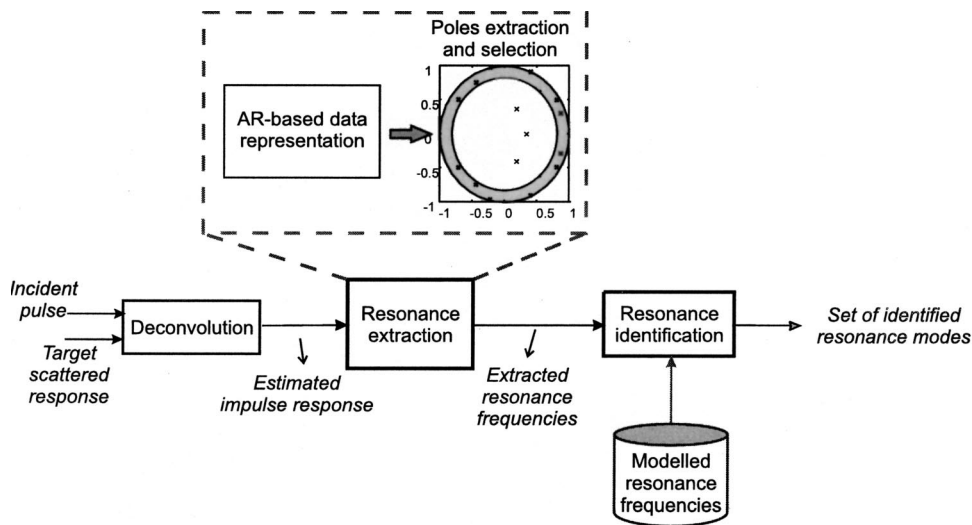 Poles extraction
and selection
AR-based data
representation
1
0.5
0
-0.5
-1
-1 -0.5 0 0.5 1
Incident
pulse
Target
scattered
response
Deconvolution
Estimated
impulse response
Resonance
extraction
Extracted
resonance
frequencies
Resonance
identification
Set of identified
resonance modes
Modelled
resonance
frequencies